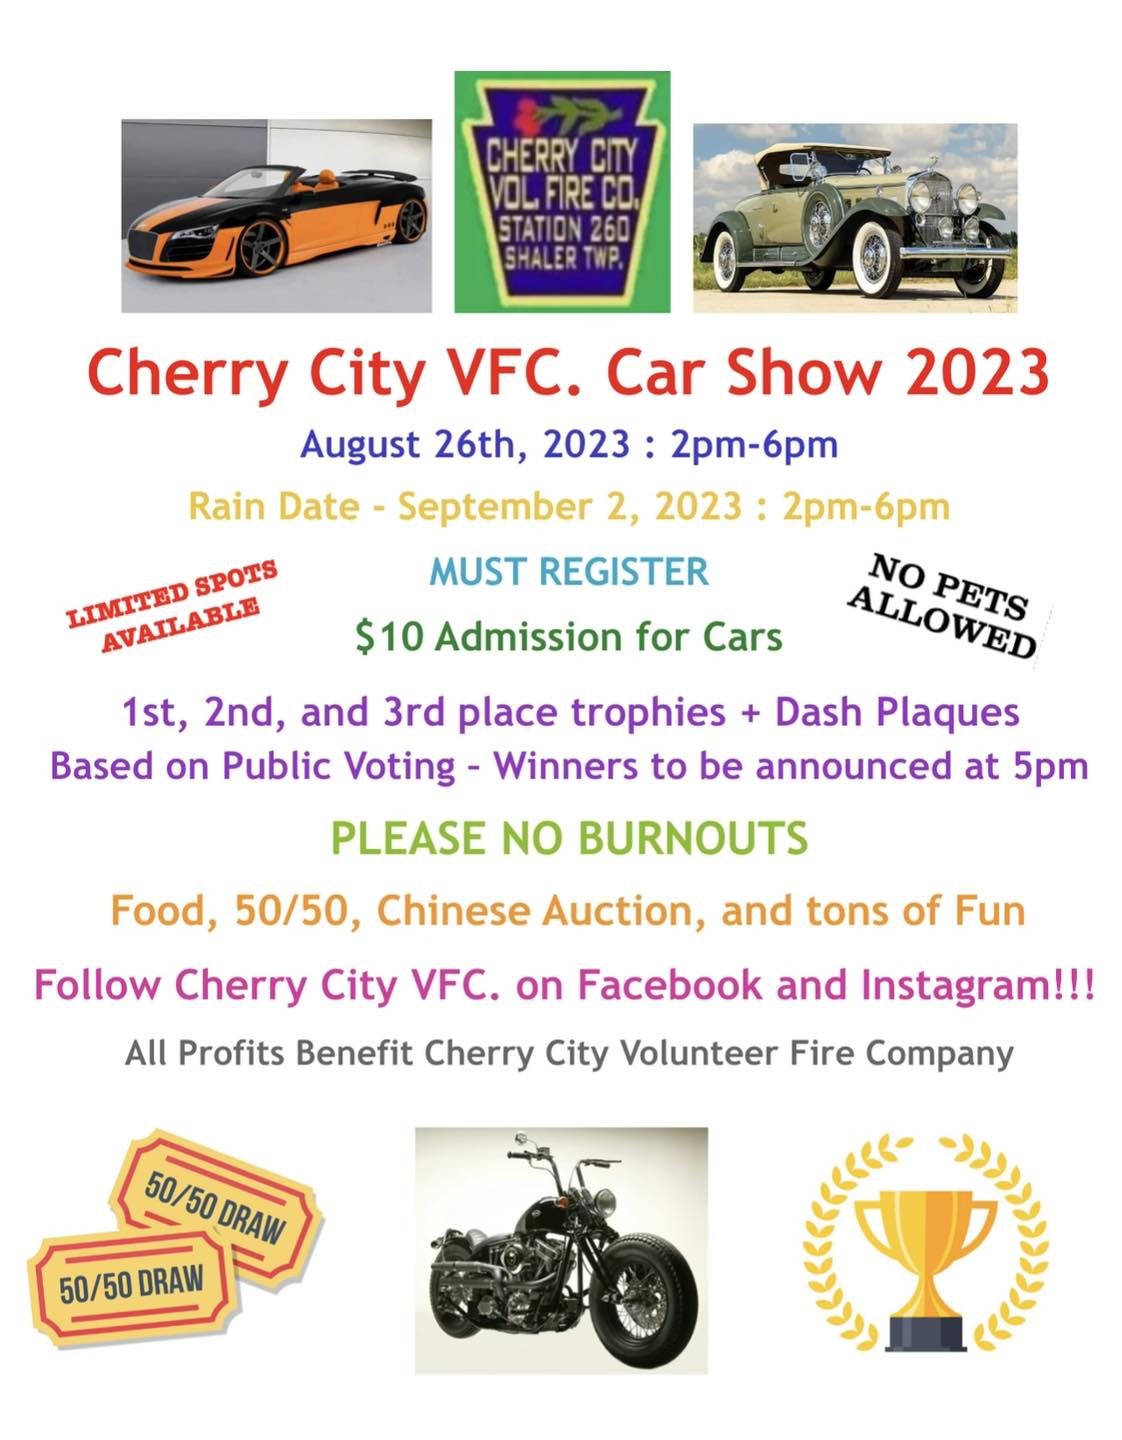 CHERRY CITY
VOL. FIRE CO.
STATION 260
SHALER TWP.
Cherry City VFC. Car Show 2023
August 26th, 2023 : 2pm-6pm
Rain Date - September 2, 2023 : 2pm-6pm
LIMITED SPOTS
AVAILABLE
MUST REGISTER
$10 Admission for Cars
NO PETS
ALLOWED
1st, 2nd, and 3rd place trophies + Dash Plaques
Based on Public Voting – Winners to be announced at 5pm
PLEASE NO BURNOUTS
Food, 50/50, Chinese Auction, and tons of Fun
Follow Cherry City VFC. on Facebook and Instagram!!!
All Profits Benefit Cherry City Volunteer Fire Company
50/50 DRAW
50/50 DRAW